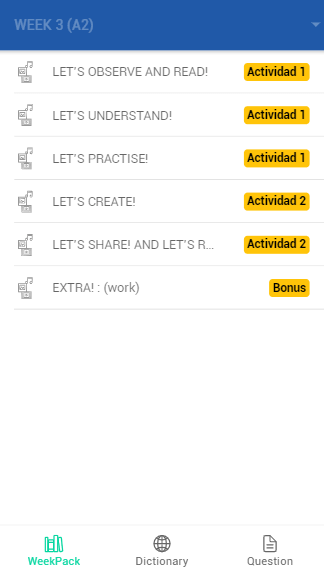 WEEK 3 (A2)
LET'S OBSERVE AND READ! Actividad 1
LET'S UNDERSTAND! Actividad 1
LET'S PRACTISE! Actividad 1
LET'S CREATE! Actividad 2
LET'S SHARE! AND LET'S R... Actividad 2
EXTRA! : (work) Bonus
WeekPack Dictionary Question